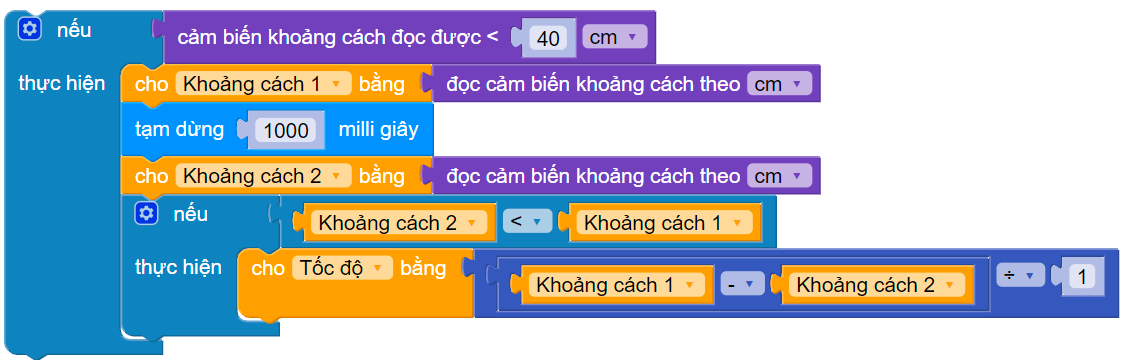 nếu cảm biến khoảng cách đọc được < 40 cm
thực hiện cho Khoảng cách 1 bằng đọc cảm biến khoảng cách theo cm
tạm dừng 1000 milli giây
cho Khoảng cách 2 bằng đọc cảm biến khoảng cách theo cm
nếu Khoảng cách 2 < Khoảng cách 1
thực hiện cho Tốc độ bằng Khoảng cách 1 - Khoảng cách 2 ÷ 1